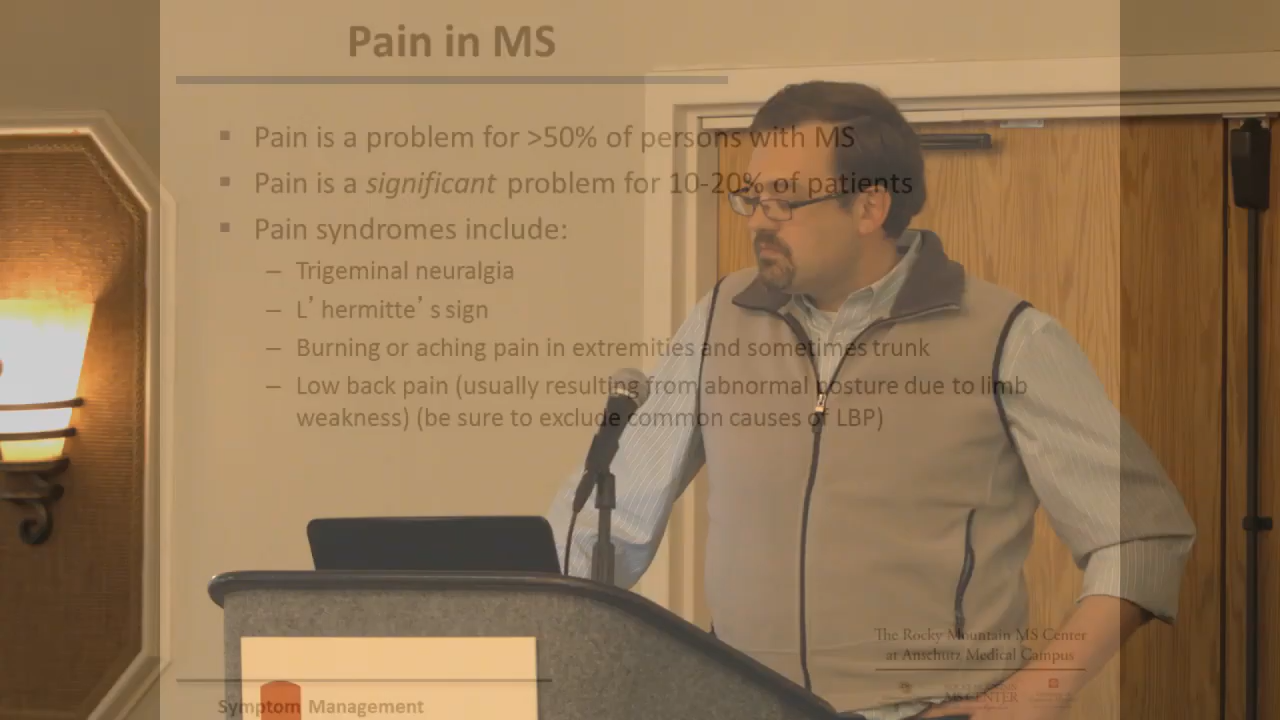 Pain in MS
▪ Pain is a problem for >50% of persons with MS
▪ Pain is a significant problem for 10-20% of patients
▪ Pain syndromes include:
– Trigeminal neuralgia
– L’hermitte’s sign
– Burning or aching pain in extremities and sometimes trunk
– Low back pain (usually resulting from abnormal posture due to limb
weakness) (be sure to exclude common causes of LBP)
The Rocky Mountain MS Center
at Anschutz Medical Campus
MS CENTER
Symptom Management